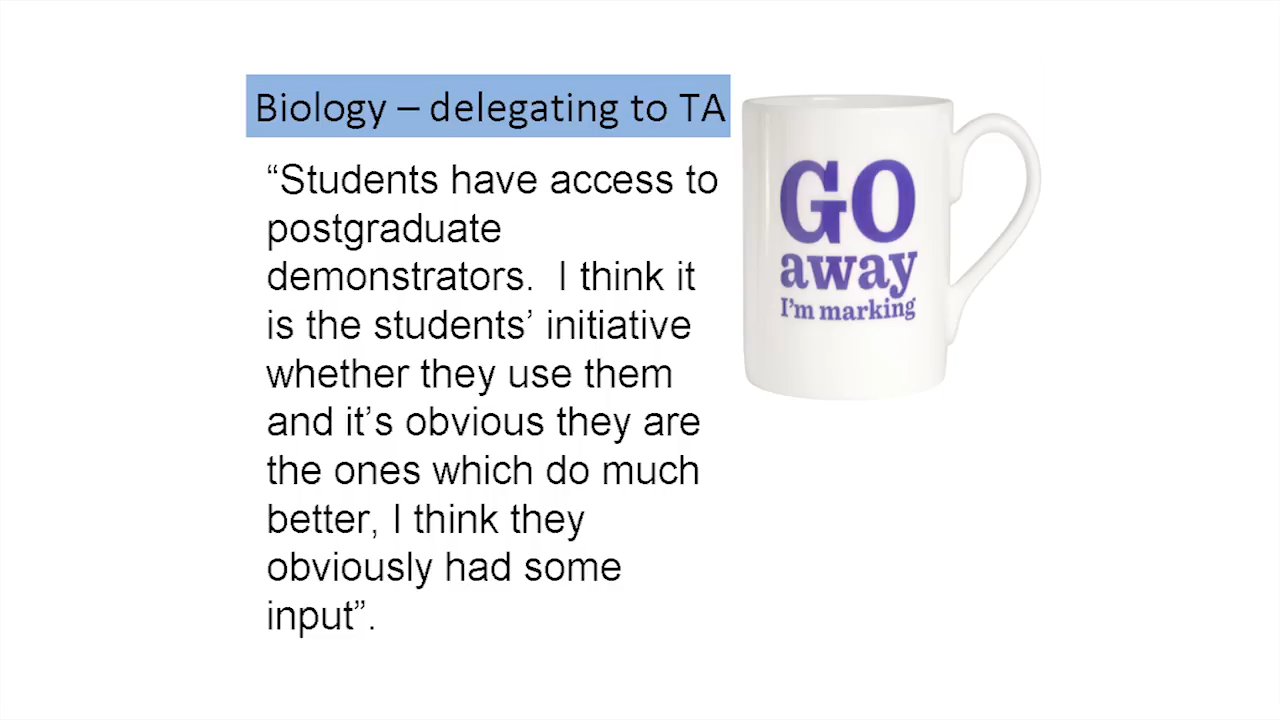 Biology – delegating to TA
“Students have access to
postgraduate
demonstrators.  I think it
is the students’ initiative
whether they use them
and it’s obvious they are
the ones which do much
better, I think they
obviously had some
input”.
GO
away
I’m marking